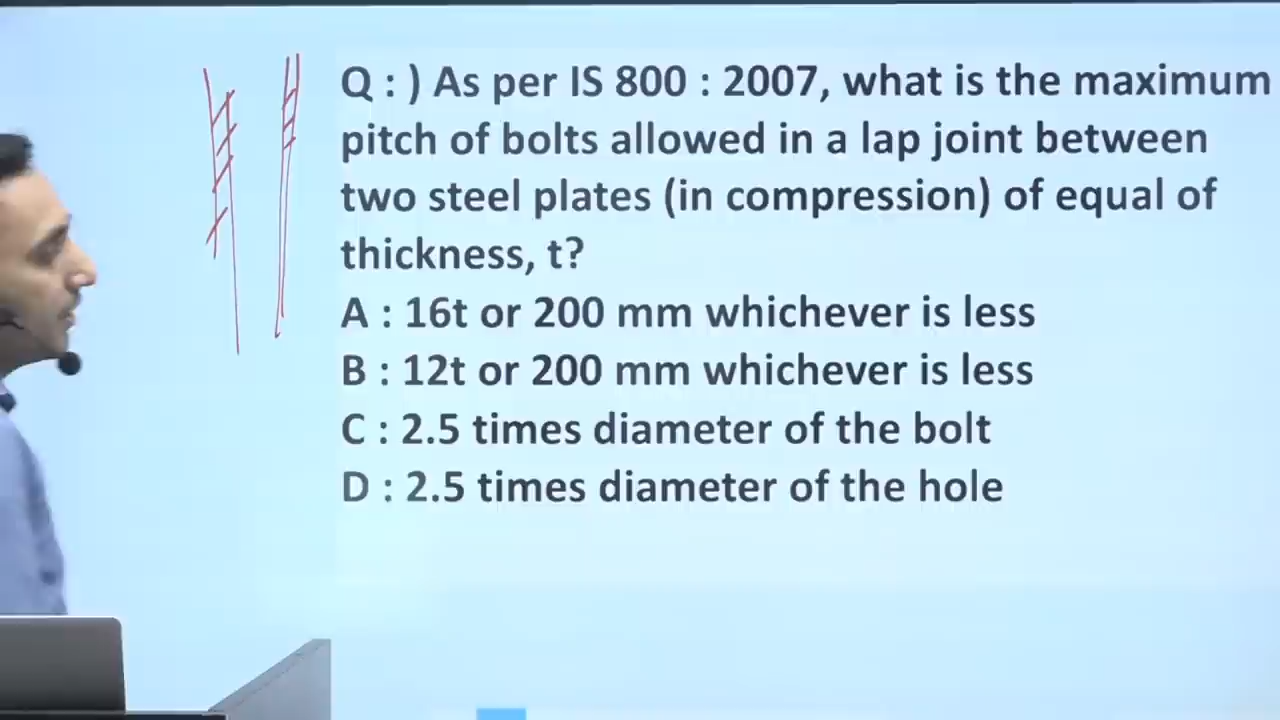 Q : ) As per IS 800 : 2007, what is the maximum
pitch of bolts allowed in a lap joint between
two steel plates (in compression) of equal of
thickness, t?
A : 16t or 200 mm whichever is less
B : 12t or 200 mm whichever is less
C : 2.5 times diameter of the bolt
D : 2.5 times diameter of the hole